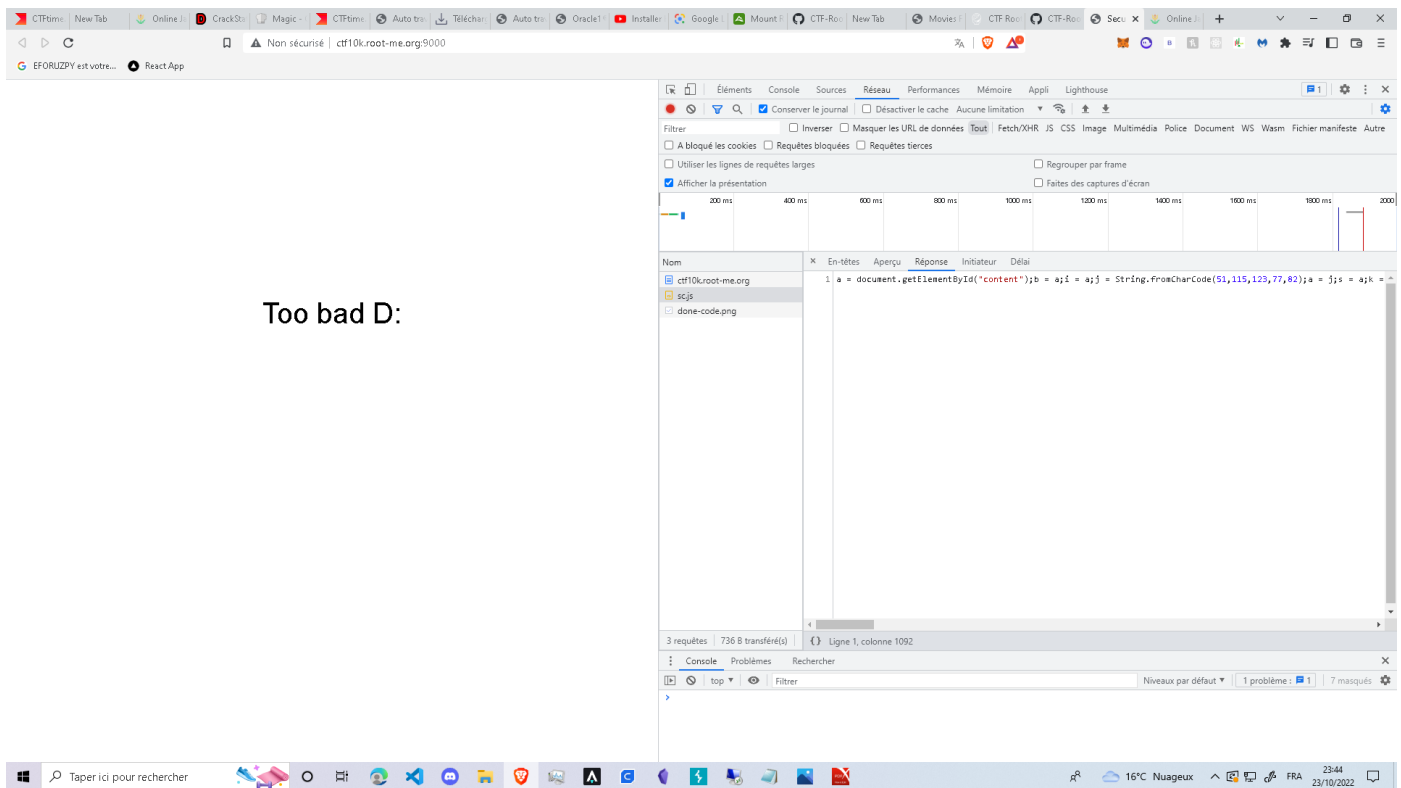 CTFtime New Tab Online Ja CrackSta Magic - CTFtime Auto tra Téléchar Auto tra Oracle1 Installer Google Mount F CTF-Roo New Tab Movies F CTF Roo CTF-Roo Secu Online Ja
Non sécurisé ctf10k.root-me.org:9000
EFORUZPY est votre... React App
Too bad D:
Éléments Console Sources Réseau Performances Mémoire Appli Lighthouse 1
Conserver le journal Désactiver le cache Aucune limitation
Filtrer Inverser Masquer les URL de données Tout Fetch/XHR JS CSS Image Multimédia Police Document WS Wasm Fichier manifeste Autre
A bloqué les cookies Requêtes bloquées Requêtes tierces
Utiliser les lignes de requêtes larges Regrouper par frame
Afficher la présentation Faites des captures d'écran
200 ms 400 ms 600 ms 800 ms 1000 ms 1200 ms 1400 ms 1600 ms 1800 ms 2000
Nom
ctf10k.root-me.org
sc.js
done-code.png
En-têtes Aperçu Réponse Initiateur Délai
1 a = document.getElementById("content");b = a;i = a;j = String.fromCharCode(51,115,123,77,82);a = j;s = a;k =
3 requêtes 736 B transféré(s) {} Ligne 1, colonne 1092
Console Problèmes Rechercher
top Filtrer Niveaux par défaut 1 problème : 1 7 masqués
Taper ici pour rechercher
16°C Nuageux FRA 23:44
23/10/2022